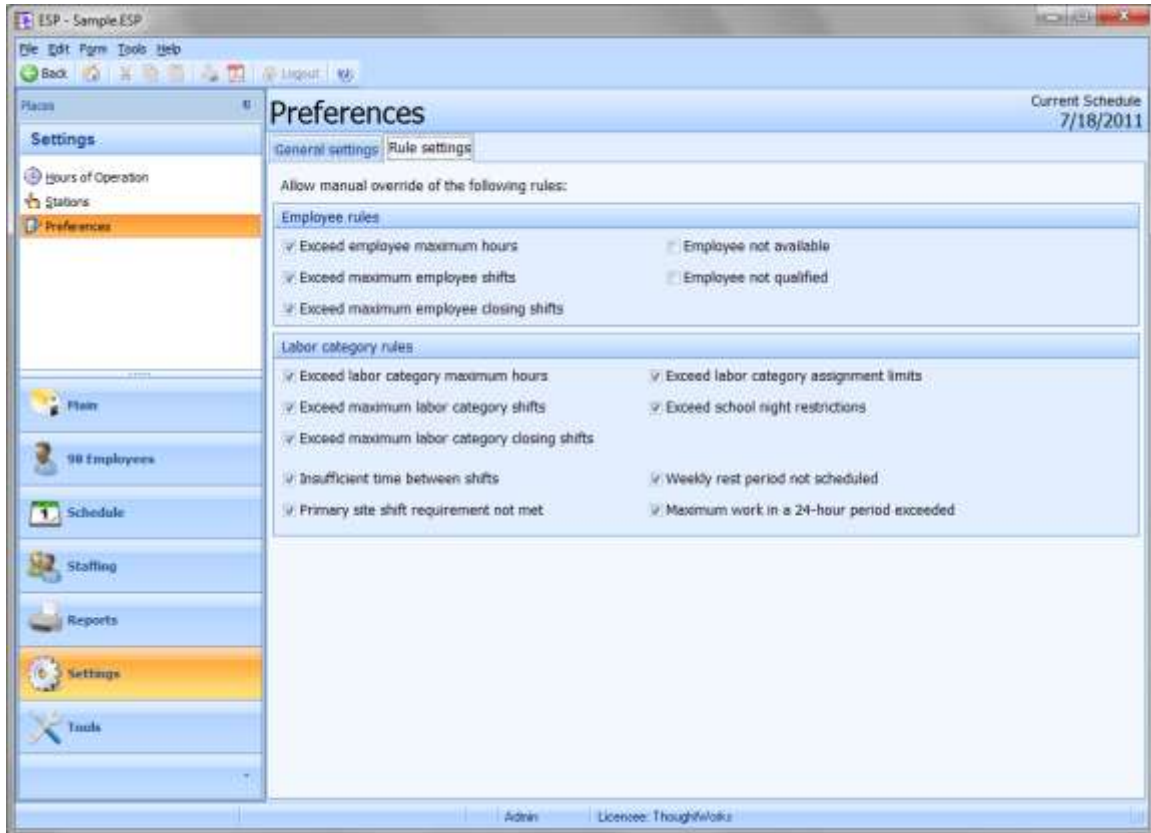 ESP - Sample.ESP
File Edit Form Tools Help
Back Logout
Places
Settings
Hours of Operation
Stations
Preferences
Main
98 Employees
Schedule
Staffing
Reports
Settings
Tools
Preferences
Current Schedule
7/18/2011
General settings Rule settings
Allow manual override of the following rules:
Employee rules
Exceed employee maximum hours Employee not available
Exceed maximum employee shifts Employee not qualified
Exceed maximum employee closing shifts
Labor category rules
Exceed labor category maximum hours Exceed labor category assignment limits
Exceed maximum labor category shifts Exceed school night restrictions
Exceed maximum labor category closing shifts
Insufficient time between shifts Weekly rest period not scheduled
Primary site shift requirement not met Maximum work in a 24-hour period exceeded
Admin Licensee: ThoughtWorks